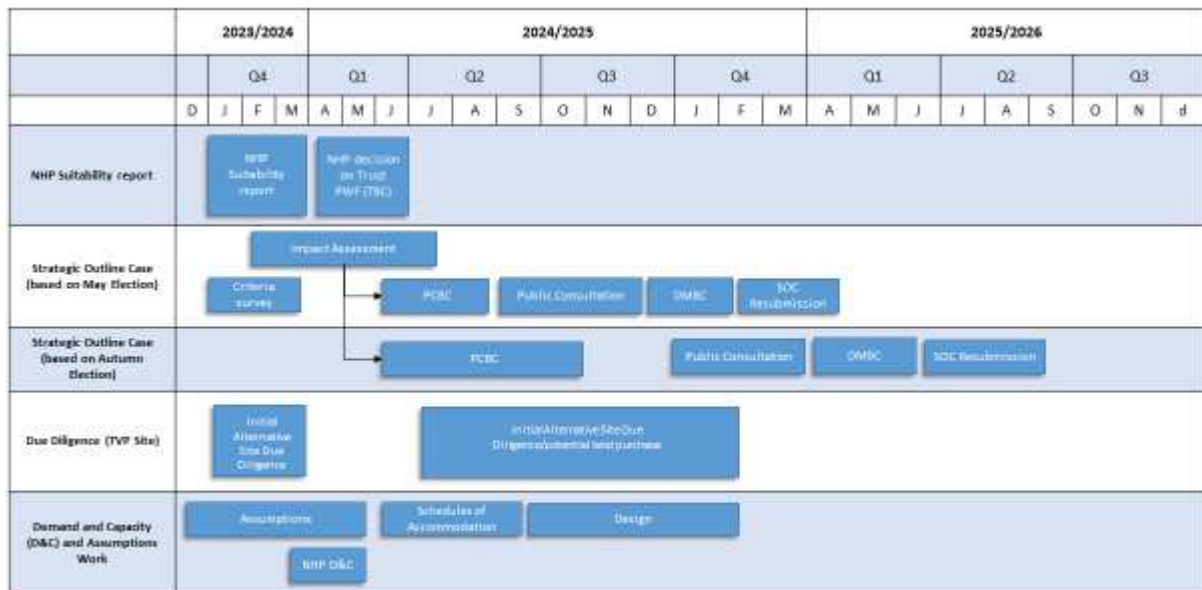 2023/2024 2024/2025 2025/2026
Q4 Q1 Q2 Q3 Q4 Q1 Q2 Q3
D J F M A M J J A S O N D J F M A M J J A S O N d
NHP Suitability report
NHP
Suitability
report
NHP decision
on Trust
PWF (TBC)
Strategic Outline Case
(based on May Election)
Impact Assessment
Criteria
survey
PCBC
Public Consultation
DMBC
SOC
Resubmission
Strategic Outline Case
(based on Autumn
Election)
PCBC
Public Consultation
DMBC
SOC Resubmission
Due Diligence (TVP Site)
Initial
Alternative
Site Due
Diligence
InitialAlternativeSiteDue
Diligence/potential
Demand and Capacity
(D&C) and Assumptions
Work
Assumptions
NHP D&C
Schedules of
Accommodation
Design